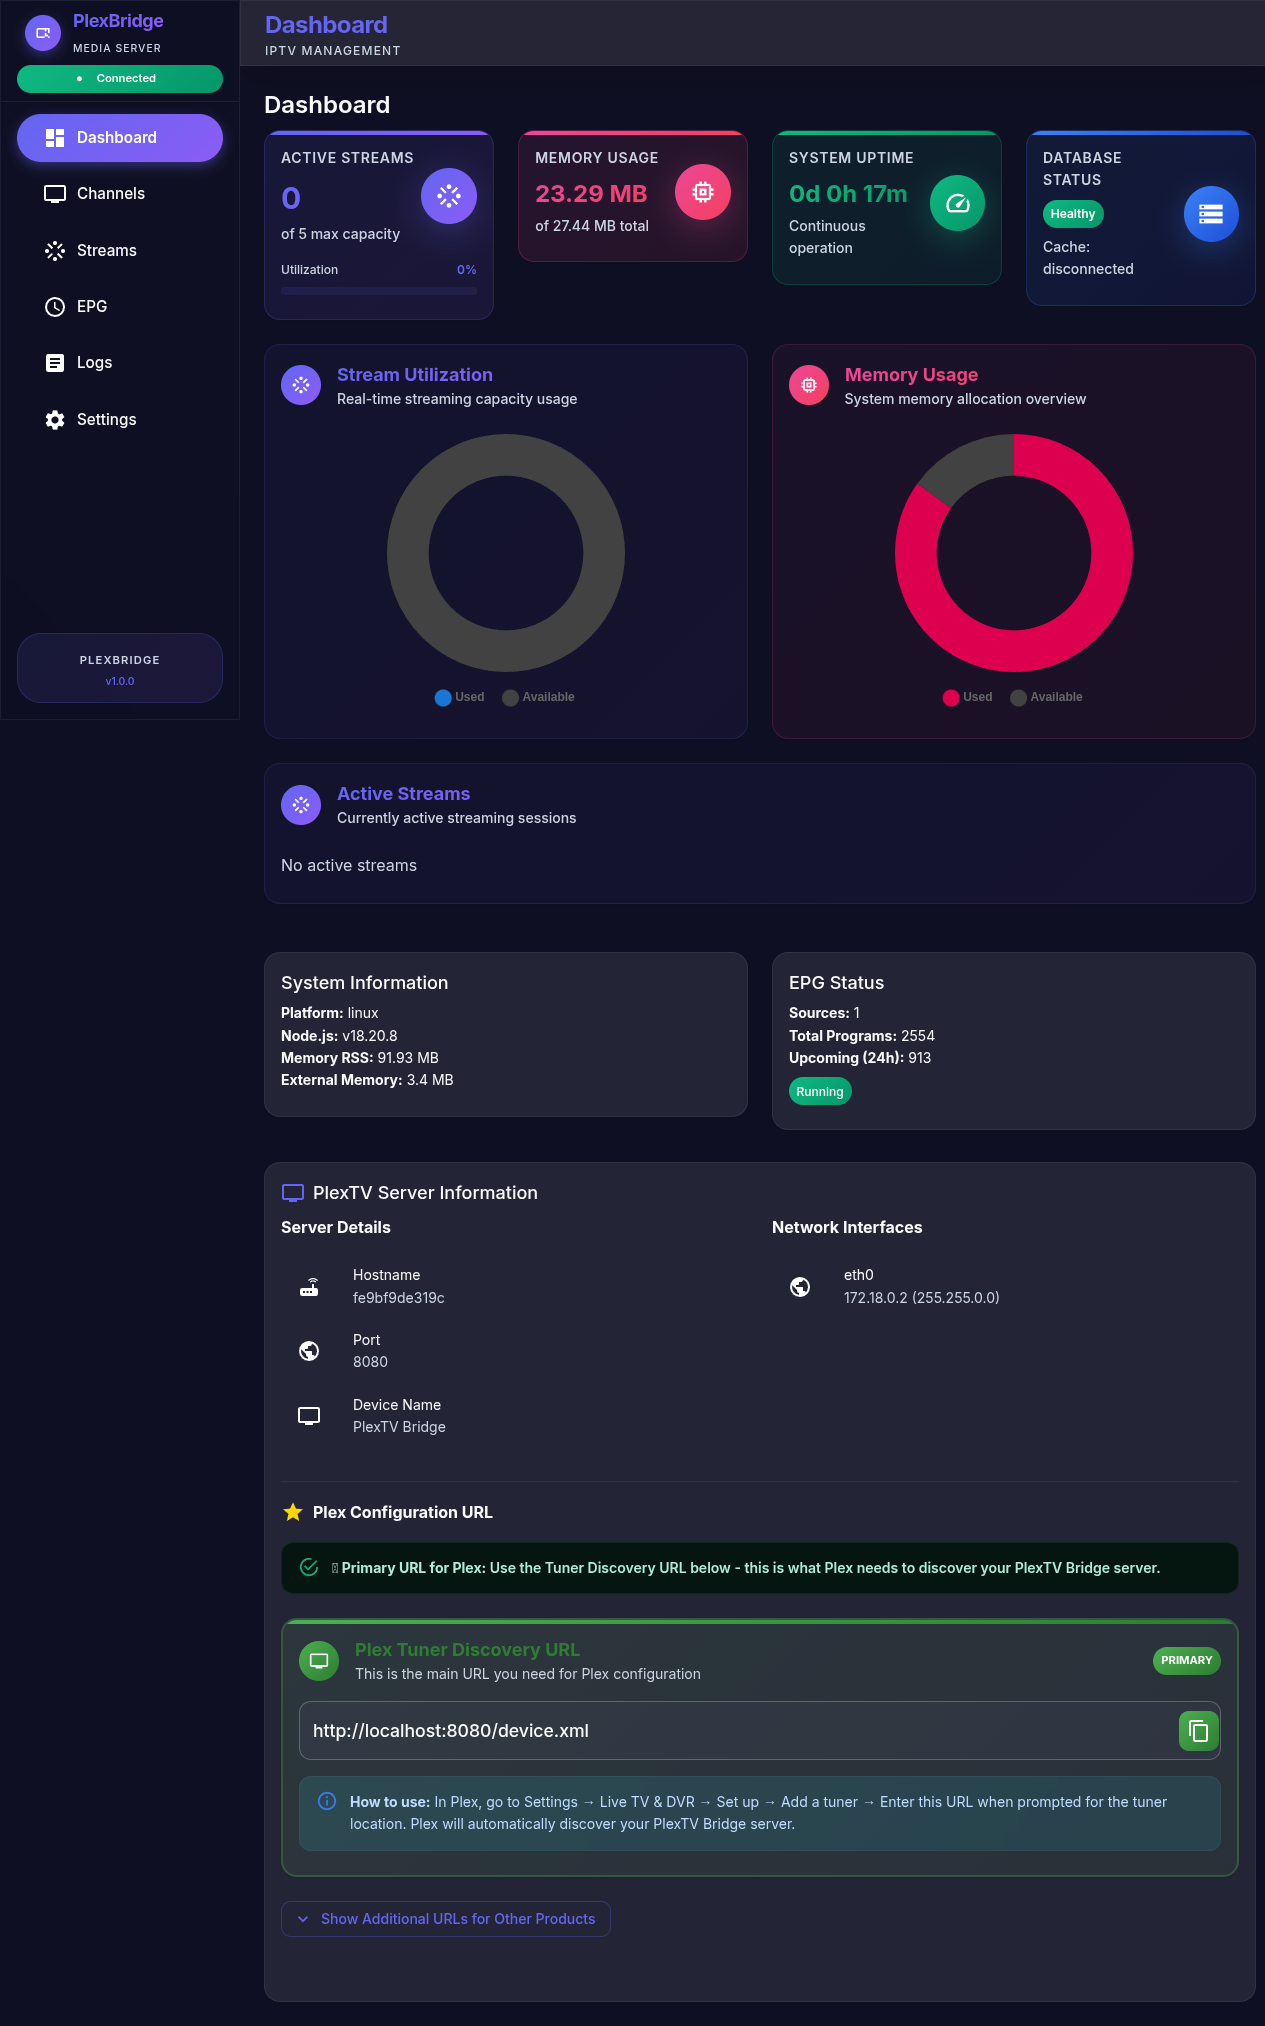 PlexBridge
MEDIA SERVER
Connected
Dashboard
Channels
Streams
EPG
Logs
Settings
PLEXBRIDGE
v1.0.0
Dashboard
IPTV MANAGEMENT
Dashboard
ACTIVE STREAMS
0
of 5 max capacity
Utilization 0%
MEMORY USAGE
23.29 MB
of 27.44 MB total
SYSTEM UPTIME
0d 0h 17m
Continuous
operation
DATABASE
STATUS
Healthy
Cache:
disconnected
Stream Utilization
Real-time streaming capacity usage
Used Available
Memory Usage
System memory allocation overview
Used Available
Active Streams
Currently active streaming sessions
No active streams
System Information
Platform: linux
Node.js: v18.20.8
Memory RSS: 91.93 MB
External Memory: 3.4 MB
EPG Status
Sources: 1
Total Programs: 2554
Upcoming (24h): 913
Running
PlexTV Server Information
Server Details
Hostname
fe9bf9de319c
Port
8080
Device Name
PlexTV Bridge
Network Interfaces
eth0
172.18.0.2 (255.255.0.0)
Plex Configuration URL
Primary URL for Plex: Use the Tuner Discovery URL below - this is what Plex needs to discover your PlexTV Bridge server.
Plex Tuner Discovery URL
This is the main URL you need for Plex configuration
PRIMARY
http://localhost:8080/device.xml
How to use: In Plex, go to Settings → Live TV & DVR → Set up → Add a tuner → Enter this URL when prompted for the tuner
location. Plex will automatically discover your PlexTV Bridge server.
Show Additional URLs for Other Products